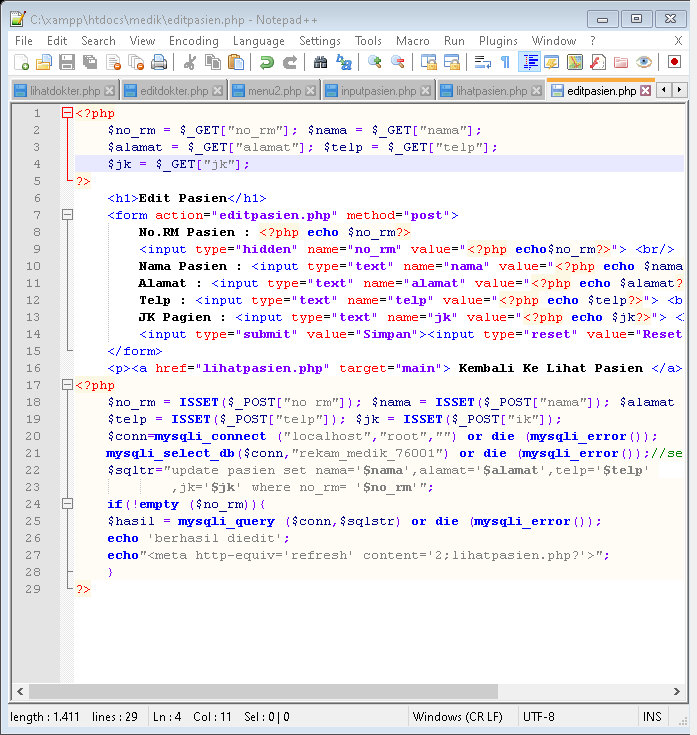 C:\xampp\htdocs\medik\editpasien.php - Notepad++
File Edit Search View Encoding Language Settings Tools Macro Run Plugins Window ? X
lihatdokter.php editdokter.php menu2.php inputpasien.php lihatpasien.php editpasien.php
1 <?php
2 $no_rm = $_GET["no_rm"]; $nama = $_GET["nama"];
3 $alamat = $_GET["alamat"]; $telp = $_GET["telp"];
4 $jk = $_GET["jk"];
5 ?>
6 <h1>Edit Pasien</h1>
7 <form action="editpasien.php" method="post">
8 No.RM Pasien : <?php echo $no_rm?>
9 <input type="hidden" name="no_rm" value="<?php echo$no_rm?>"> <br/>
10 Nama Pasien : <input type="text" name="nama" value="<?php echo $nama
11 Alamat : <input type="text" name="alamat" value="<?php echo $alamat?
12 Telp : <input type="text" name="telp" value="<?php echo $telp?>"> <b
13 JK Pagien : <input type="text" name="jk" value="<?php echo $jk?>"> <
14 <input type="submit" value="Simpan"><input type="reset" value="Reset
15 </form>
16 <p><a href="lihatpasien.php" target="main"> Kembali Ke Lihat Pasien </a>
17 <?php
18 $no_rm = ISSET($_POST["no rm"]); $nama = ISSET($_POST["nama"]); $alamat
19 $telp = ISSET($_POST["telp"]); $jk = ISSET($_POST["ik"]);
20 $conn=mysqli_connect ("localhost","root","") or die (mysqli_error());
21 mysqli_select_db($conn,"rekam_medik_76001") or die (mysqli_error());//se
22 $sqltr="update pasien set nama='$nama',alamat='$alamat',telp='$telp'
23 ,jk='$jk' where no_rm= '$no_rm'";
24 if(!empty ($no_rm)){
25 $hasil = mysqli_query ($conn,$sqlstr) or die (mysqli_error());
26 echo 'berhasil diedit';
27 echo"<meta http-equiv='refresh' content='2;lihatpasien.php?'>";
28 }
29 ?>
length : 1.411 lines : 29 Ln : 4 Col : 11 Sel : 0 | 0 Windows (CR LF) UTF-8 INS